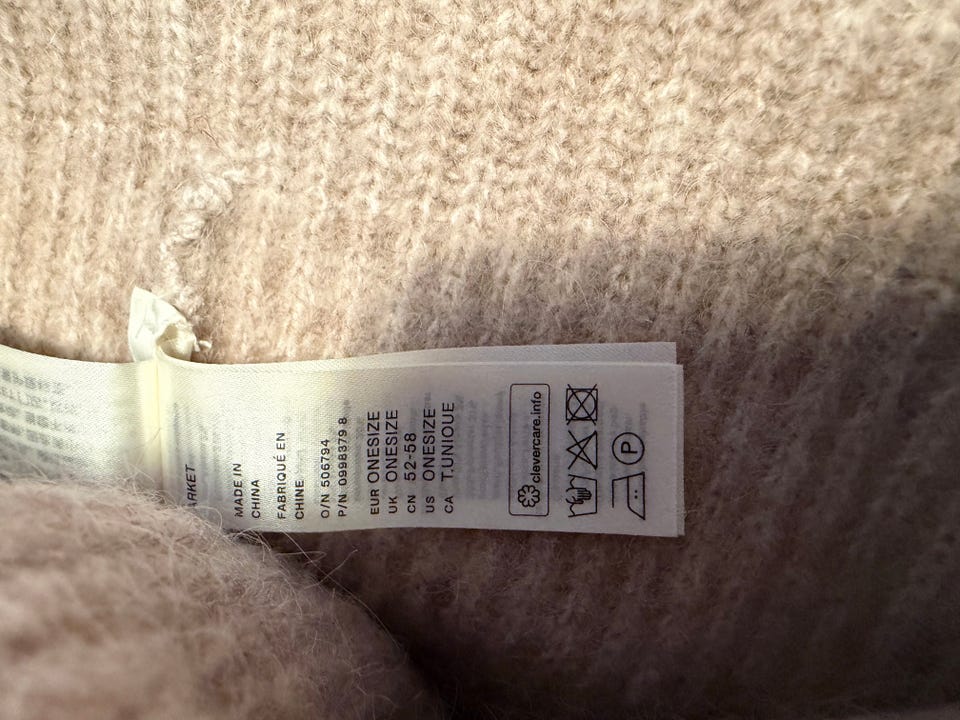 ARKET
MADE IN
CHINA
FABRIQUÉ EN
CHINE
O/N 506794
P/N 0998379 8
EUR ONESIZE
UK ONESIZE
CN 52-58
US ONESIZE
CA T.UNIQUE
clevercare.info
P